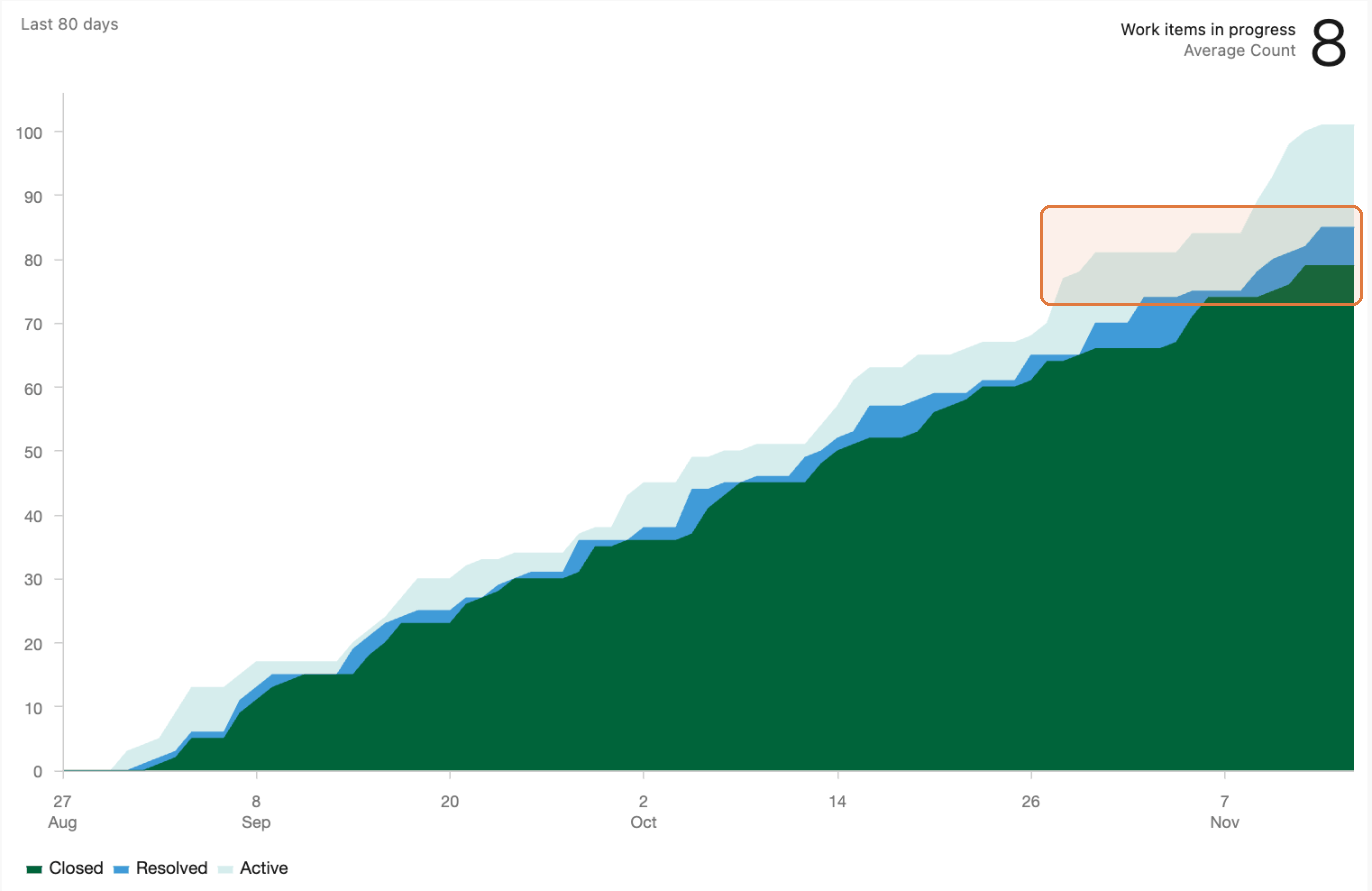 Last 80 days
Work items in progress
Average Count
8
100
90
80
70
60
50
40
30
20
10
0
27 8 20 2 14 26 7
Aug Sep Oct Nov
Closed Resolved Active